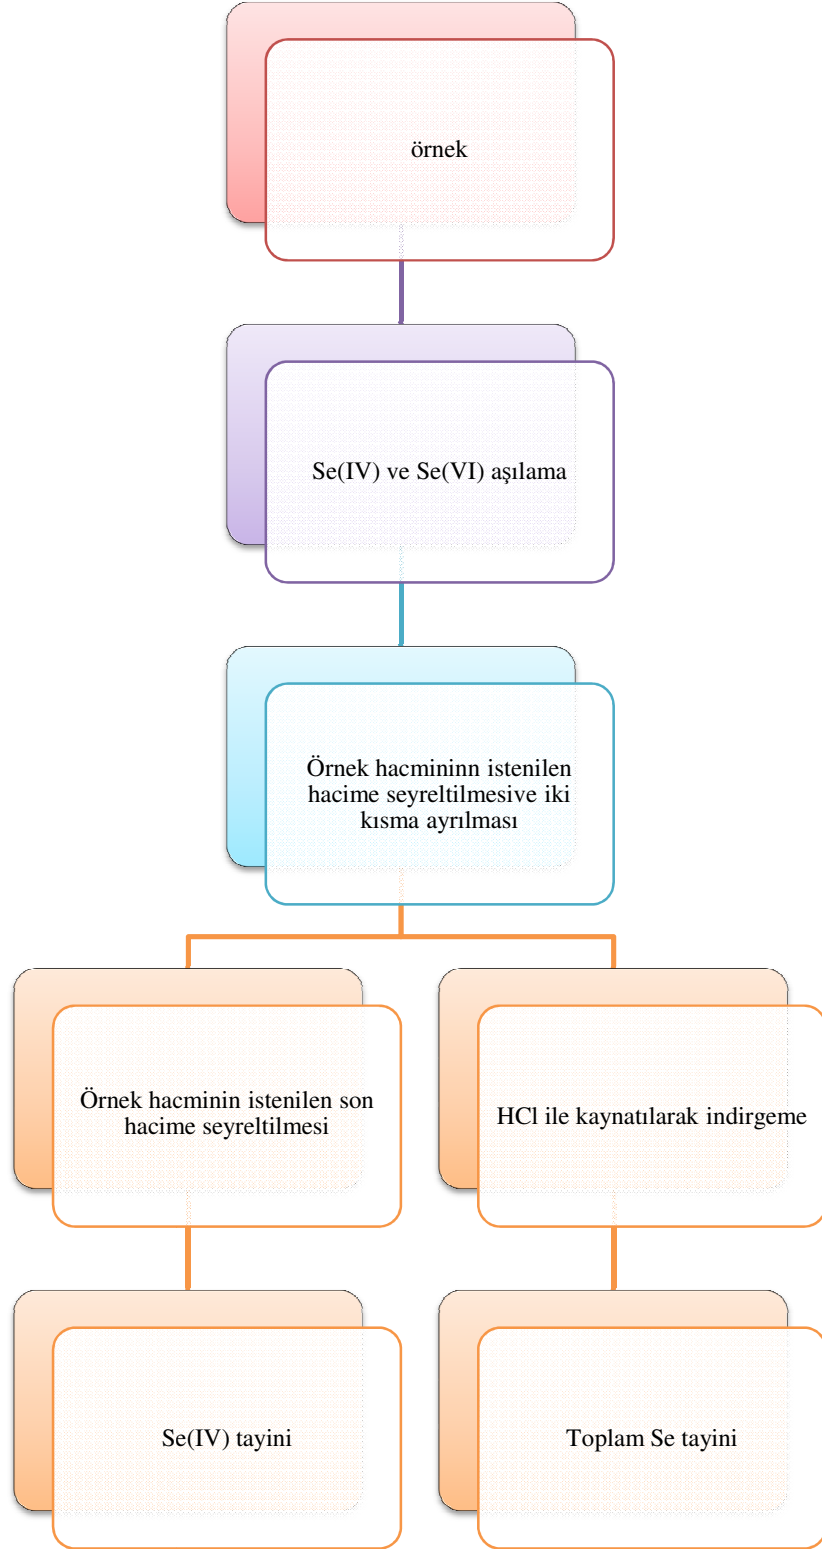 örnek
Se(IV) ve Se(VI) aşılama
Örnek hacmininn istenilen
hacime seyreltilmesive iki
kısma ayrılması
Örnek hacminin istenilen son
hacime seyreltilmesi
HCl ile kaynatılarak indirgeme
Se(IV) tayini
Toplam Se tayini